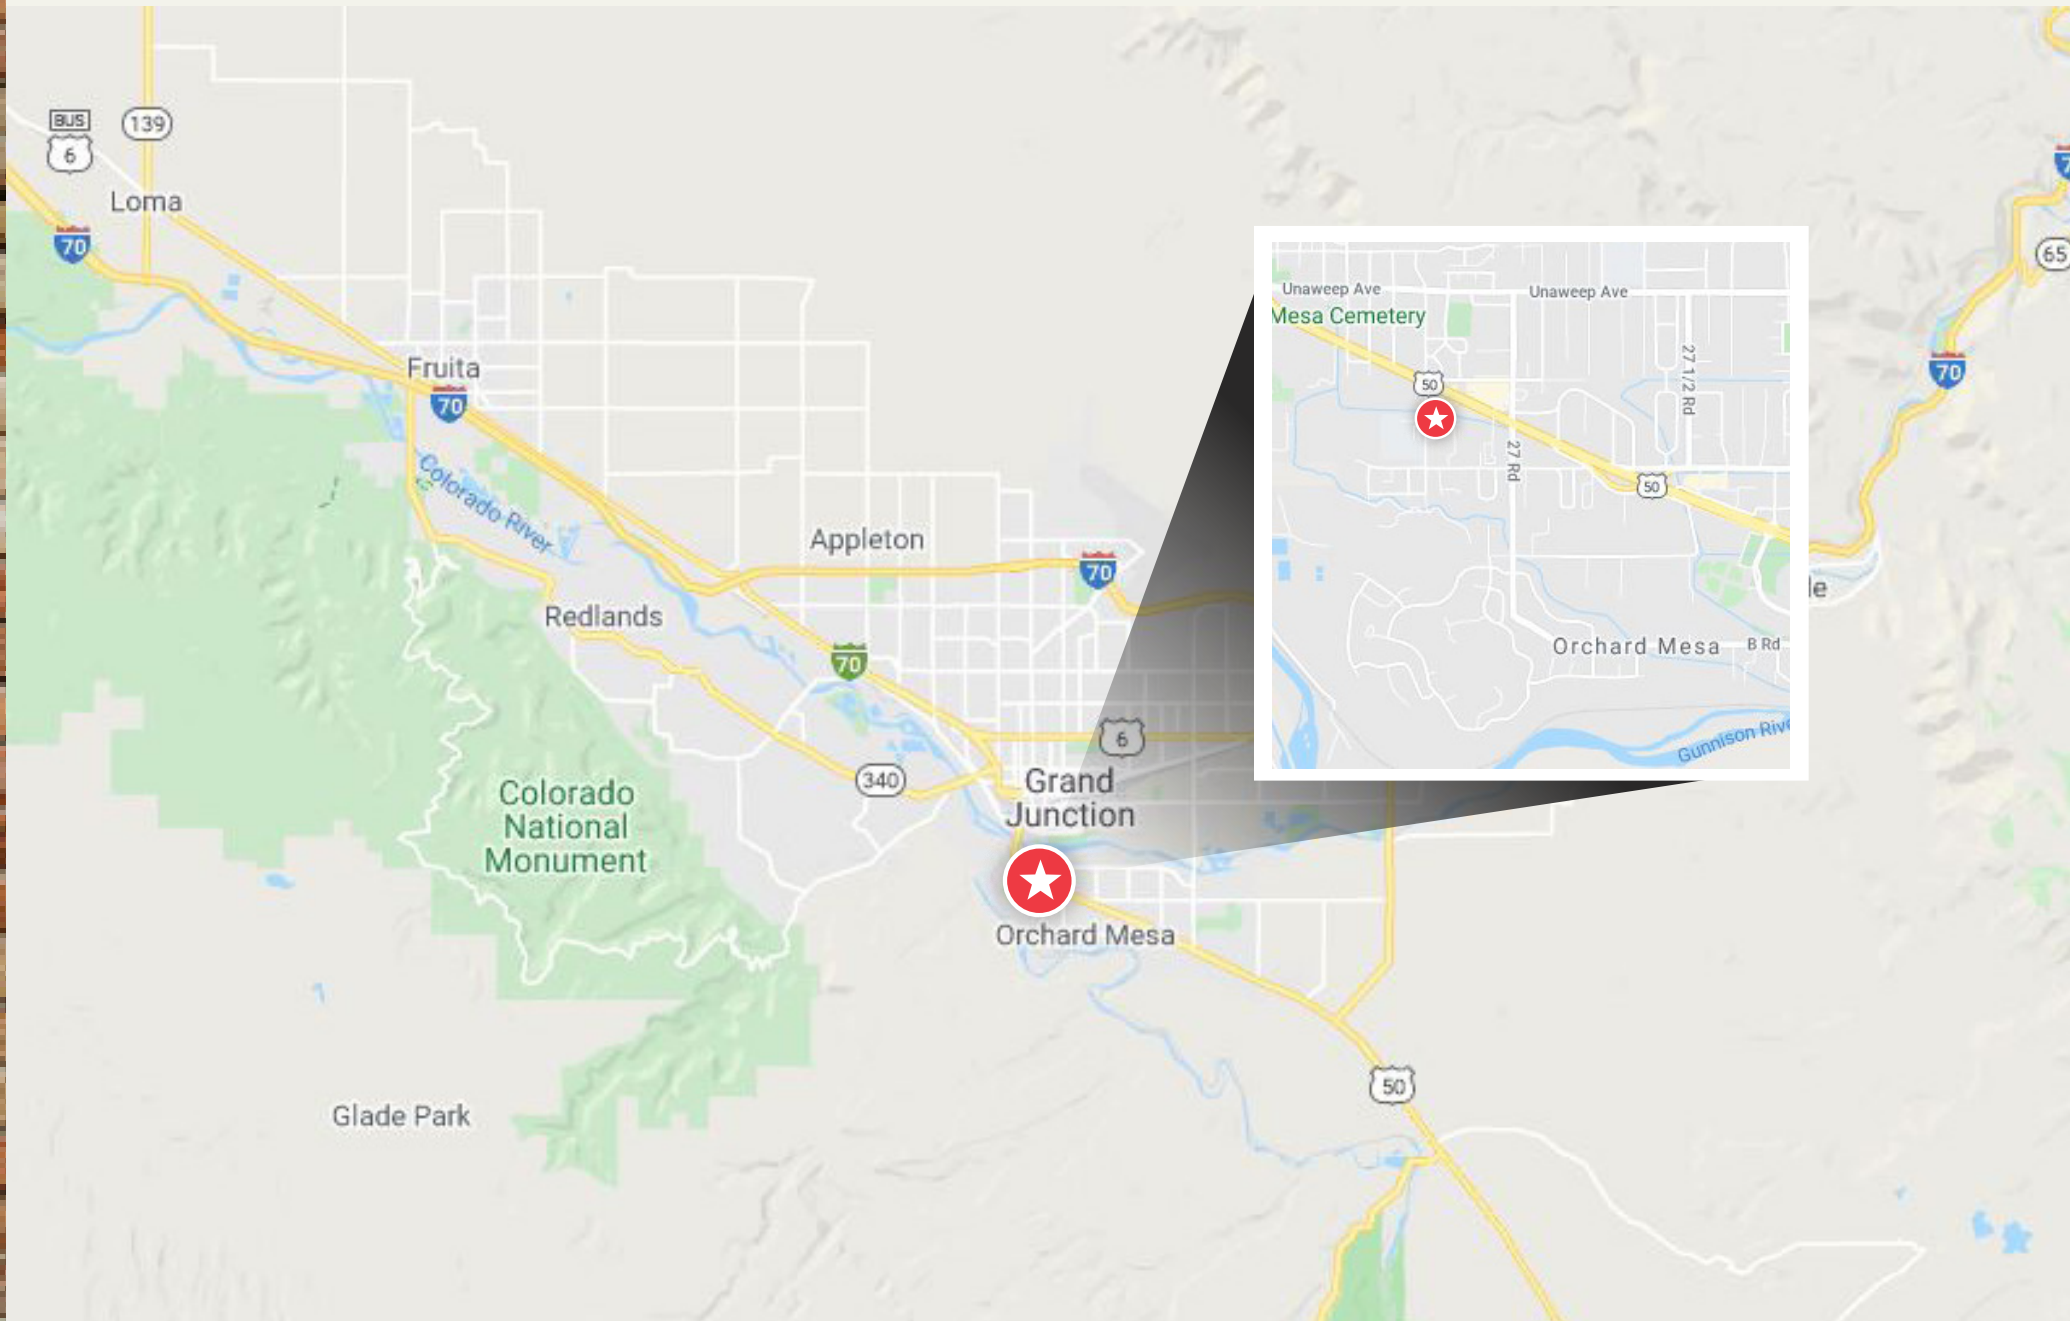 BUS
6
139
Loma
70
65
70
Fruita
70
Colorado River
Appleton
70
Redlands
70
6
340
Grand
Junction
Colorado
National
Monument
Orchard Mesa
50
Glade Park
Unaweep Ave
Unaweep Ave
Mesa Cemetery
27 1/2 Rd
50
27 Rd
50
Orchard Mesa
B Rd
Gunnison Rive
le